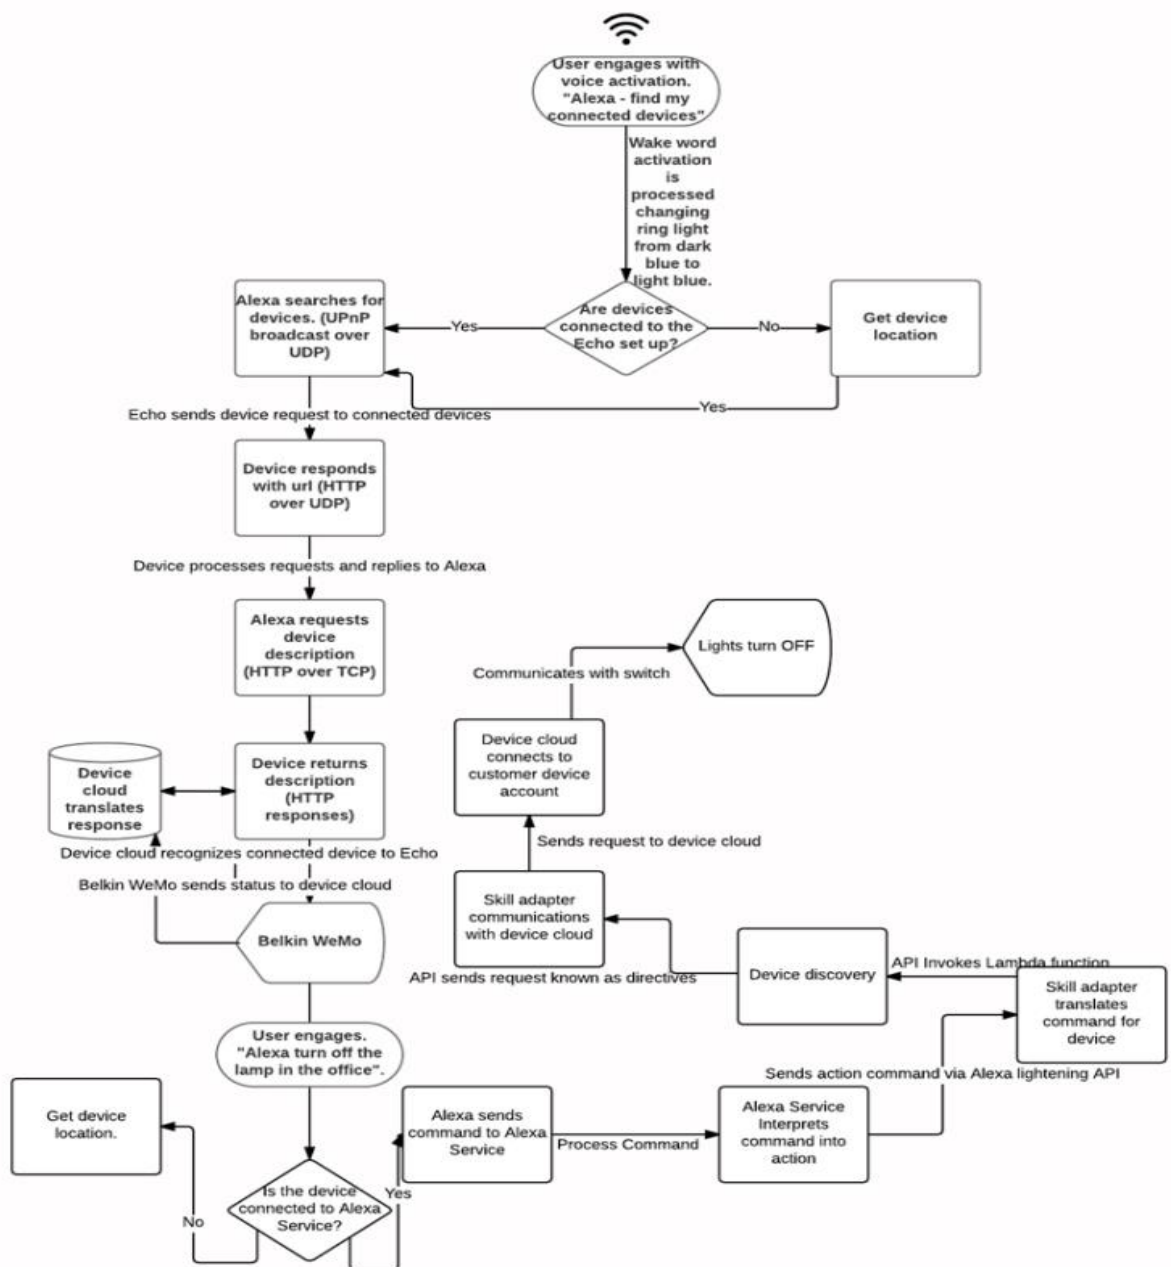 User engages with
voice activation.
"Alexa - find my
connected devices"
Wake word
activation
is
processed
changing
ring light
from dark
blue to
light blue.
Alexa searches for
devices. (UPnP
broadcast over
UDP)
Yes
Are devices
connected to the
Echo set up?
No
Get device
location
Yes
Echo sends device request to connected devices
Device responds
with url (HTTP
over UDP)
Device processes requests and replies to Alexa
Alexa requests
device
description
(HTTP over TCP)
Lights turn OFF
Communicates with switch
Device cloud
connects to
customer device
account
Device
cloud
translates
response
Device returns
description
(HTTP
responses)
Sends request to device cloud
Device cloud recognizes connected device to Echo
Belkin WeMo sends status to device cloud
Belkin WeMo
Skill adapter
communications
with device cloud
API sends request known as directives
Device discovery
API Invokes Lambda function
Skill adapter
translates
command for
device
User engages.
"Alexa turn off the
lamp in the office".
Sends action command via Alexa lightening API
Get device
location.
Alexa sends
command to Alexa
Service
Process Command
Alexa Service
Interprets
command into
action
Is the device
connected to Alexa
Service?
Yes
No